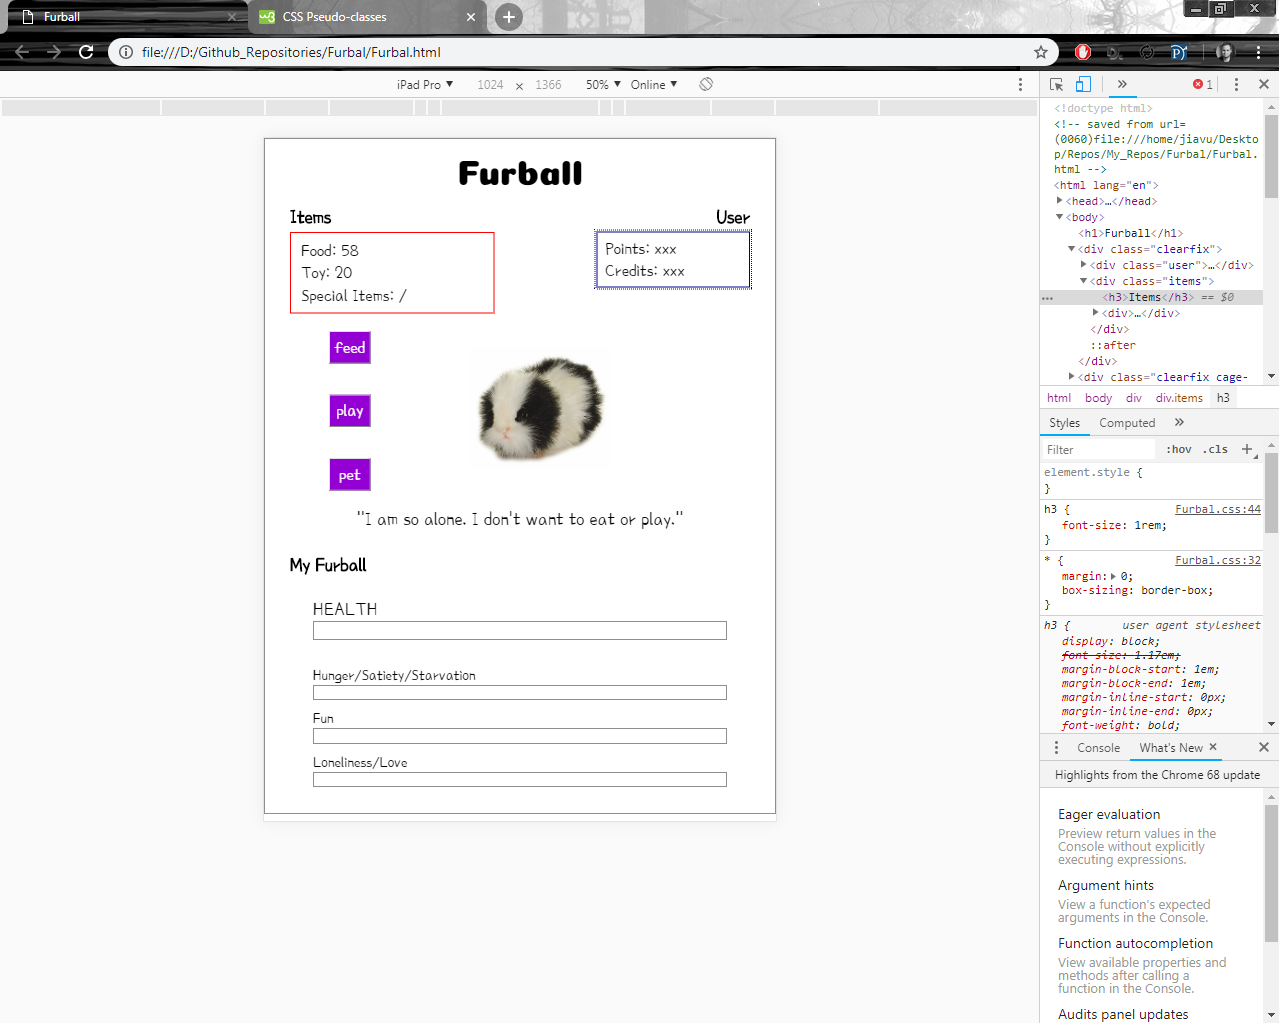 Furball
CSS Pseudo-classes
file:///D:/Github_Repositories/Furbal/Furbal.html
iPad Pro ▼ 1024 × 1366 50% ▼ Online ▼
1
Furball
Items
User
Food: 58
Toy: 20
Special Items: /
Points: xxx
Credits: xxx
feed
play
pet
"I am so alone. I don't want to eat or play."
My Furball
HEALTH
Hunger/Satiety/Starvation
Fun
Loneliness/Love
<!doctype html>
<!-- saved from url=
(0060)file:///home/jiavu/Deskto
p/Repos/My_Repos/Furbal/Furbal.
html -->
<html lang="en">
<head>…</head>
<body>
<h1>Furball</h1>
<div class="clearfix">
<div class="user">…</div>
<div class="items">
<h3>Items</h3> == $0
<div>…</div>
</div>
::after
</div>
<div class="clearfix cage-
html body div div.items h3
Styles Computed »
Filter :hov .cls +
element.style {
}
h3 { Furbal.css:44
font-size: 1rem;
}
* { Furbal.css:32
margin: 0;
box-sizing: border-box;
}
h3 { user agent stylesheet
display: block;
font-size: 1.17em;
margin-block-start: 1em;
margin-block-end: 1em;
margin-inline-start: 0px;
margin-inline-end: 0px;
font-weight: bold;
Console What's New ×
Highlights from the Chrome 68 update
Eager evaluation
Preview return values in the
Console without explicitly
executing expressions.
Argument hints
View a function's expected
arguments in the Console.
Function autocompletion
View available properties and
methods after calling a
function in the Console.
Audits panel updates